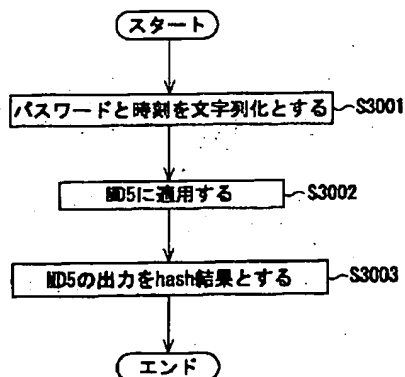 スタート
パスワードと時刻を文字列化とする ~S3001
MD5に適用する ~S3002
MD5の出力をhash結果とする ~S3003
エンド